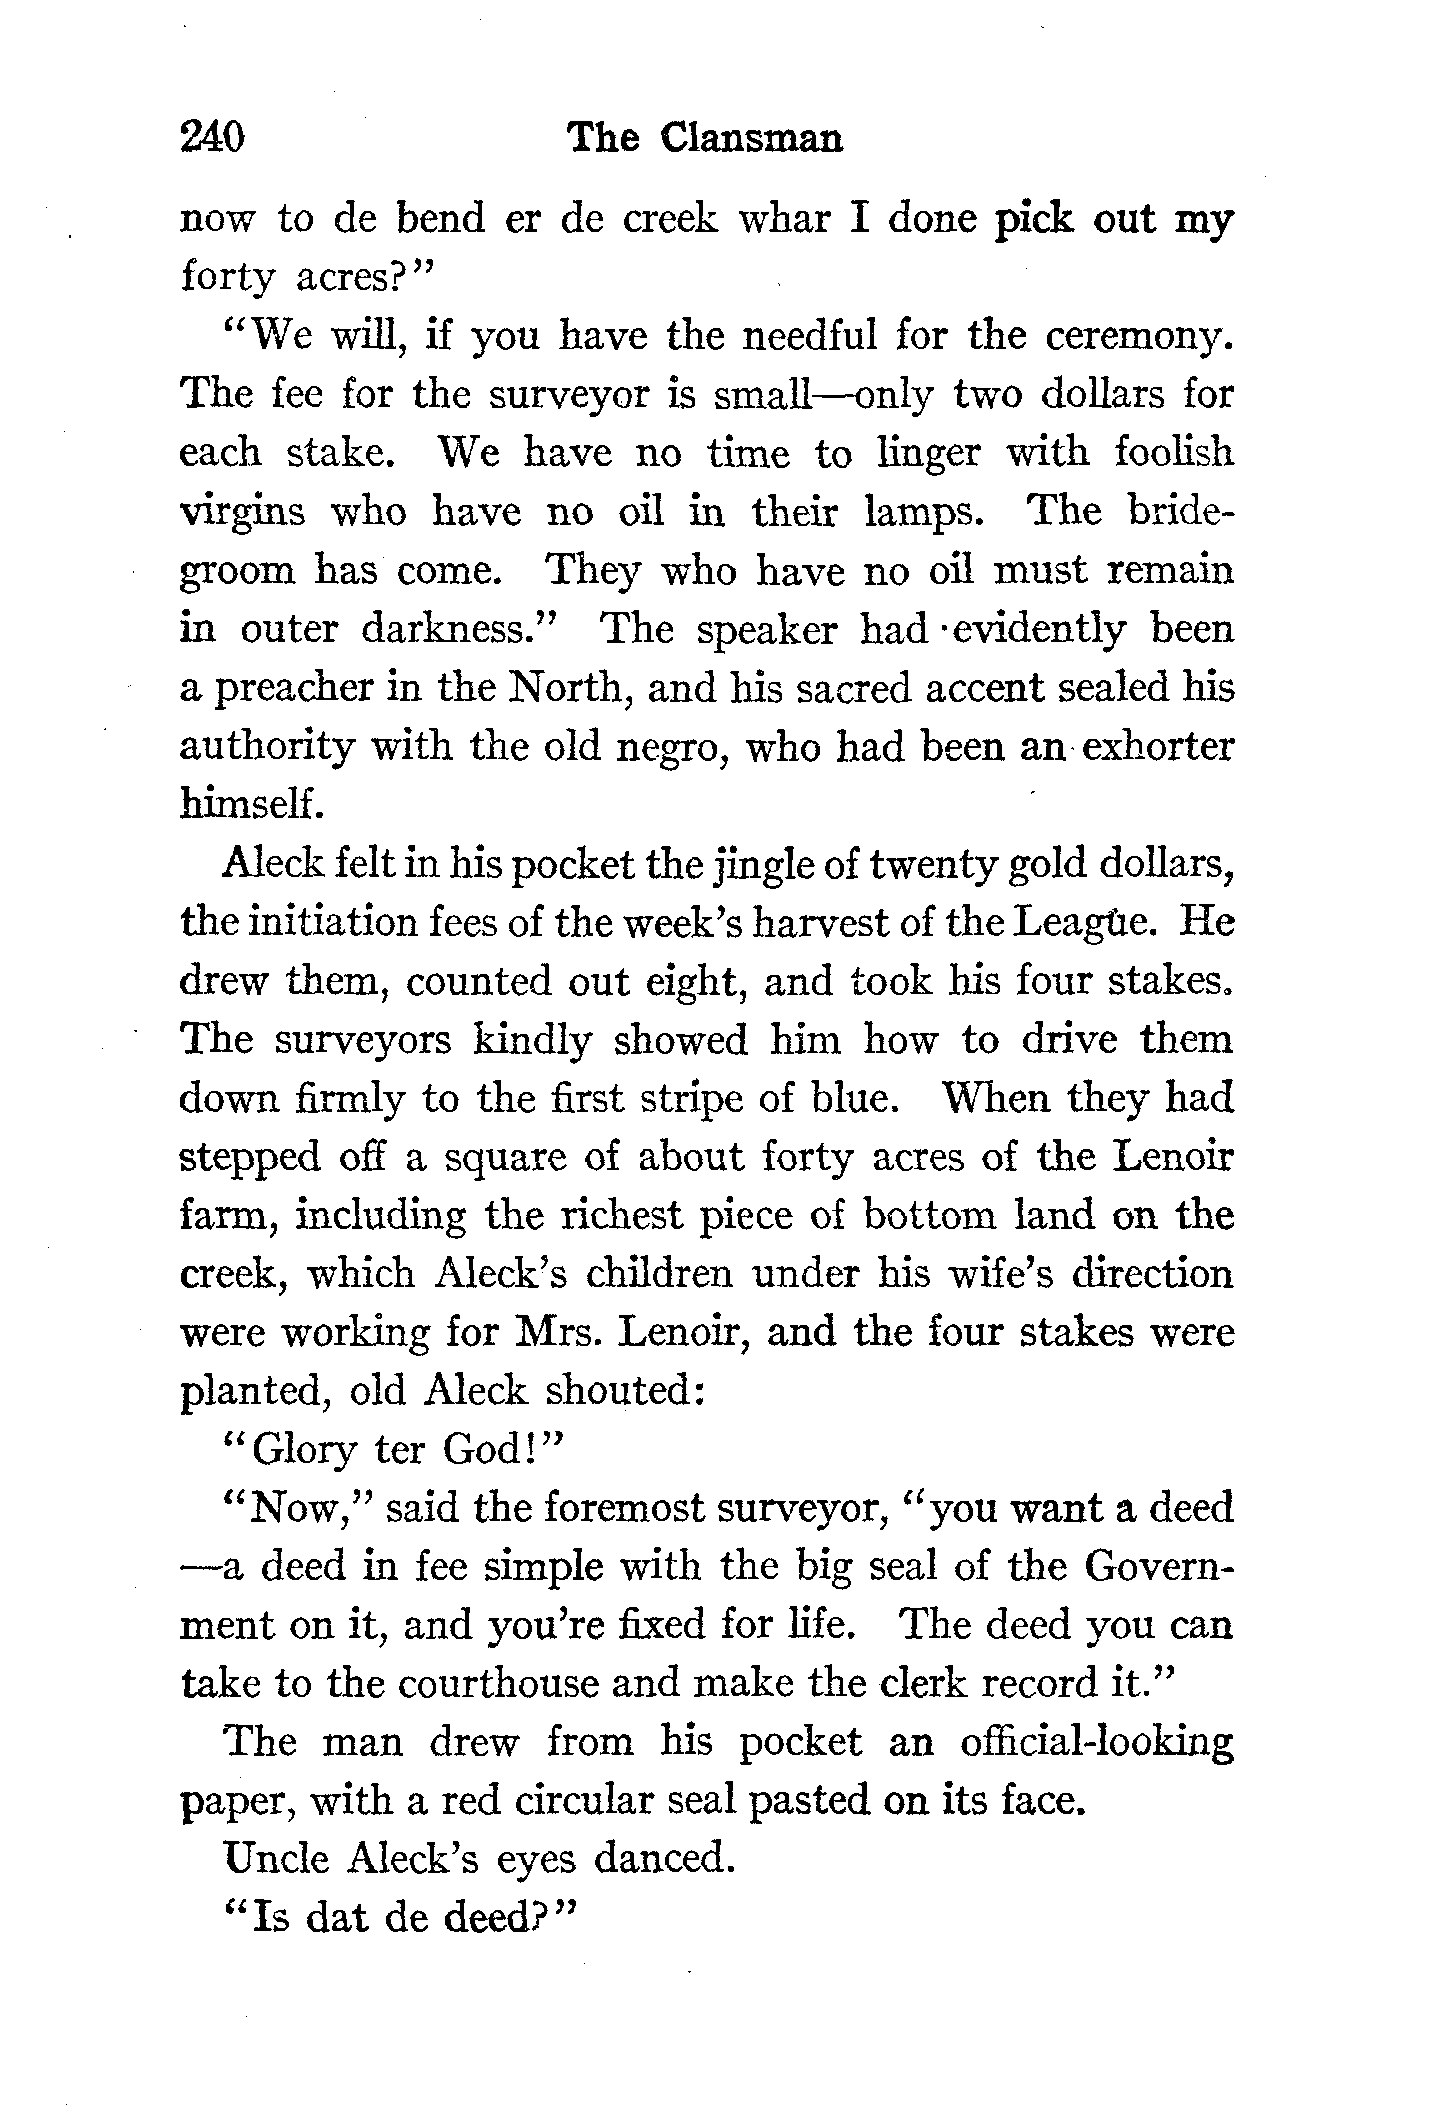 240 The Clansman
now to de bend er de creek whar I done pick out my
forty acres?"
"We will, if you have the needful for the ceremony.
The fee for the surveyor is small—only two dollars for
each stake. We have no time to linger with foolish
virgins who have no oil in their lamps. The bride-
groom has come. They who have no oil must remain
in outer darkness." The speaker had evidently been
a preacher in the North, and his sacred accent sealed his
authority with the old negro, who had been an exhorter
himself.
Aleck felt in his pocket the jingle of twenty gold dollars,
the initiation fees of the week's harvest of the League. He
drew them, counted out eight, and took his four stakes.
The surveyors kindly showed him how to drive them
down firmly to the first stripe of blue. When they had
stepped off a square of about forty acres of the Lenoir
farm, including the richest piece of bottom land on the
creek, which Aleck's children under his wife's direction
were working for Mrs. Lenoir, and the four stakes were
planted, old Aleck shouted:
"Glory ter God!"
"Now," said the foremost surveyor, "you want a deed
—a deed in fee simple with the big seal of the Govern-
ment on it, and you're fixed for life. The deed you can
take to the courthouse and make the clerk record it."
The man drew from his pocket an official-looking
paper, with a red circular seal pasted on its face.
Uncle Aleck's eyes danced.
"Is dat de deed?"